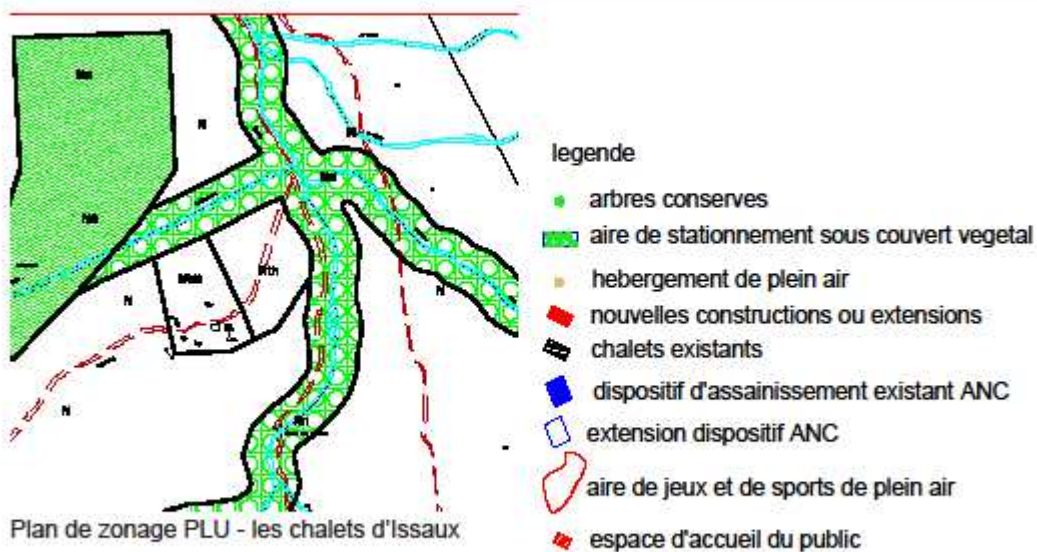 N
Nth
N
N
N
legende
arbres conserves
aire de stationnement sous couvert vegetal
hebergement de plein air
nouvelles constructions ou extensions
chalets existants
dispositif d'assainissement existant ANC
extension dispositif ANC
aire de jeux et de sports de plein air
espace d'accueil du public
Plan de zonage PLU - les chalets d'Issaux